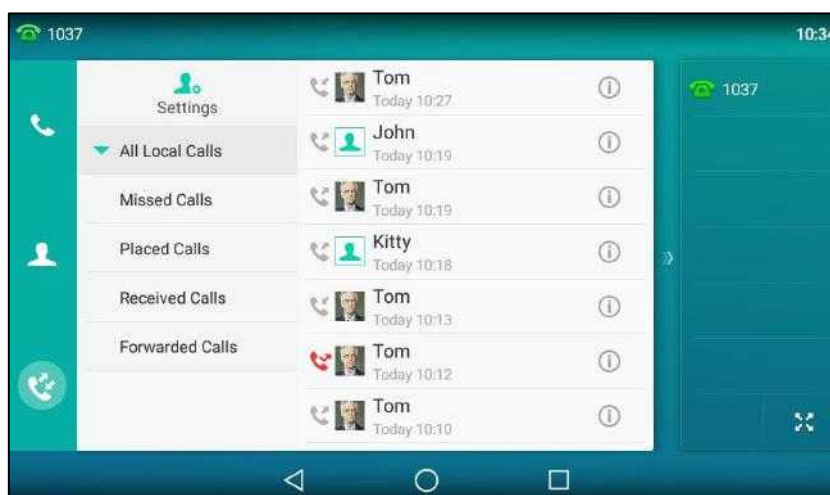 1037
10:34
Settings
All Local Calls
Missed Calls
Placed Calls
Received Calls
Forwarded Calls
Tom
Today 10:27
John
Today 10:19
Tom
Today 10:19
Kitty
Today 10:18
Tom
Today 10:13
Tom
Today 10:12
Tom
Today 10:10
1037